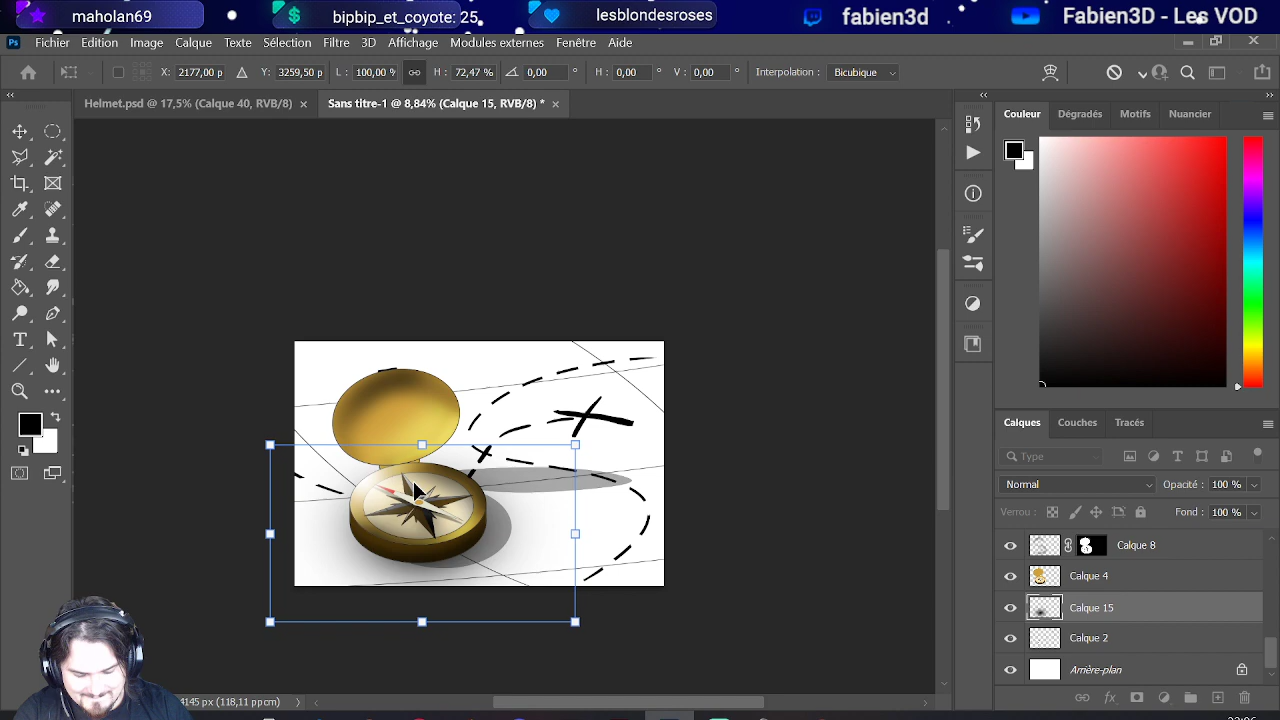 maholan69
bipbip_et_coyote: 25
lesblondesroses
fabien3d
Fabien3D - Les VOD
Ps Fichier Edition Image Calque Texte Sélection Filtre 3D Affichage Modules externes Fenêtre Aide
X: 2177,00 p Y: 3259,50 p L: 100,00 % H: 72,47 % 0,00 ° H: 0,00 ° V: 0,00 ° Interpolation : Bicubique
Helmet.psd @ 17,5% (Calque 40, RVB/8) × Sans titre-1 @ 8,84% (Calque 15, RVB/8) * ×
Couleur Dégradés Motifs Nuancier
Calques Couches Tracés
Type
Normal Opacité : 100 %
Verrou : Fond : 100 %
Calque 8
Calque 4
Calque 15
Calque 2
Arrière-plan
4145 px (118,11 ppcm)